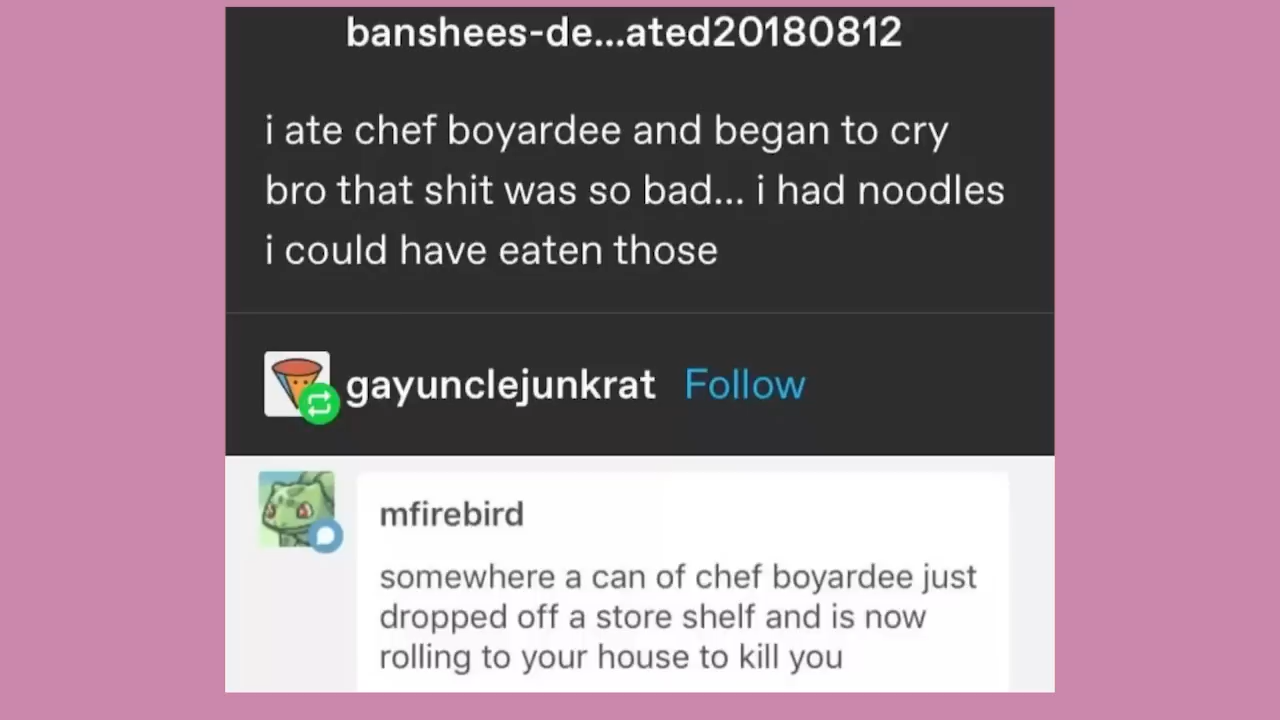 banshees-de...ated20180812
i ate chef boyardee and began to cry
bro that shit was so bad... i had noodles
i could have eaten those
gayunclejunkrat Follow
mfirebird
somewhere a can of chef boyardee just
dropped off a store shelf and is now
rolling to your house to kill you